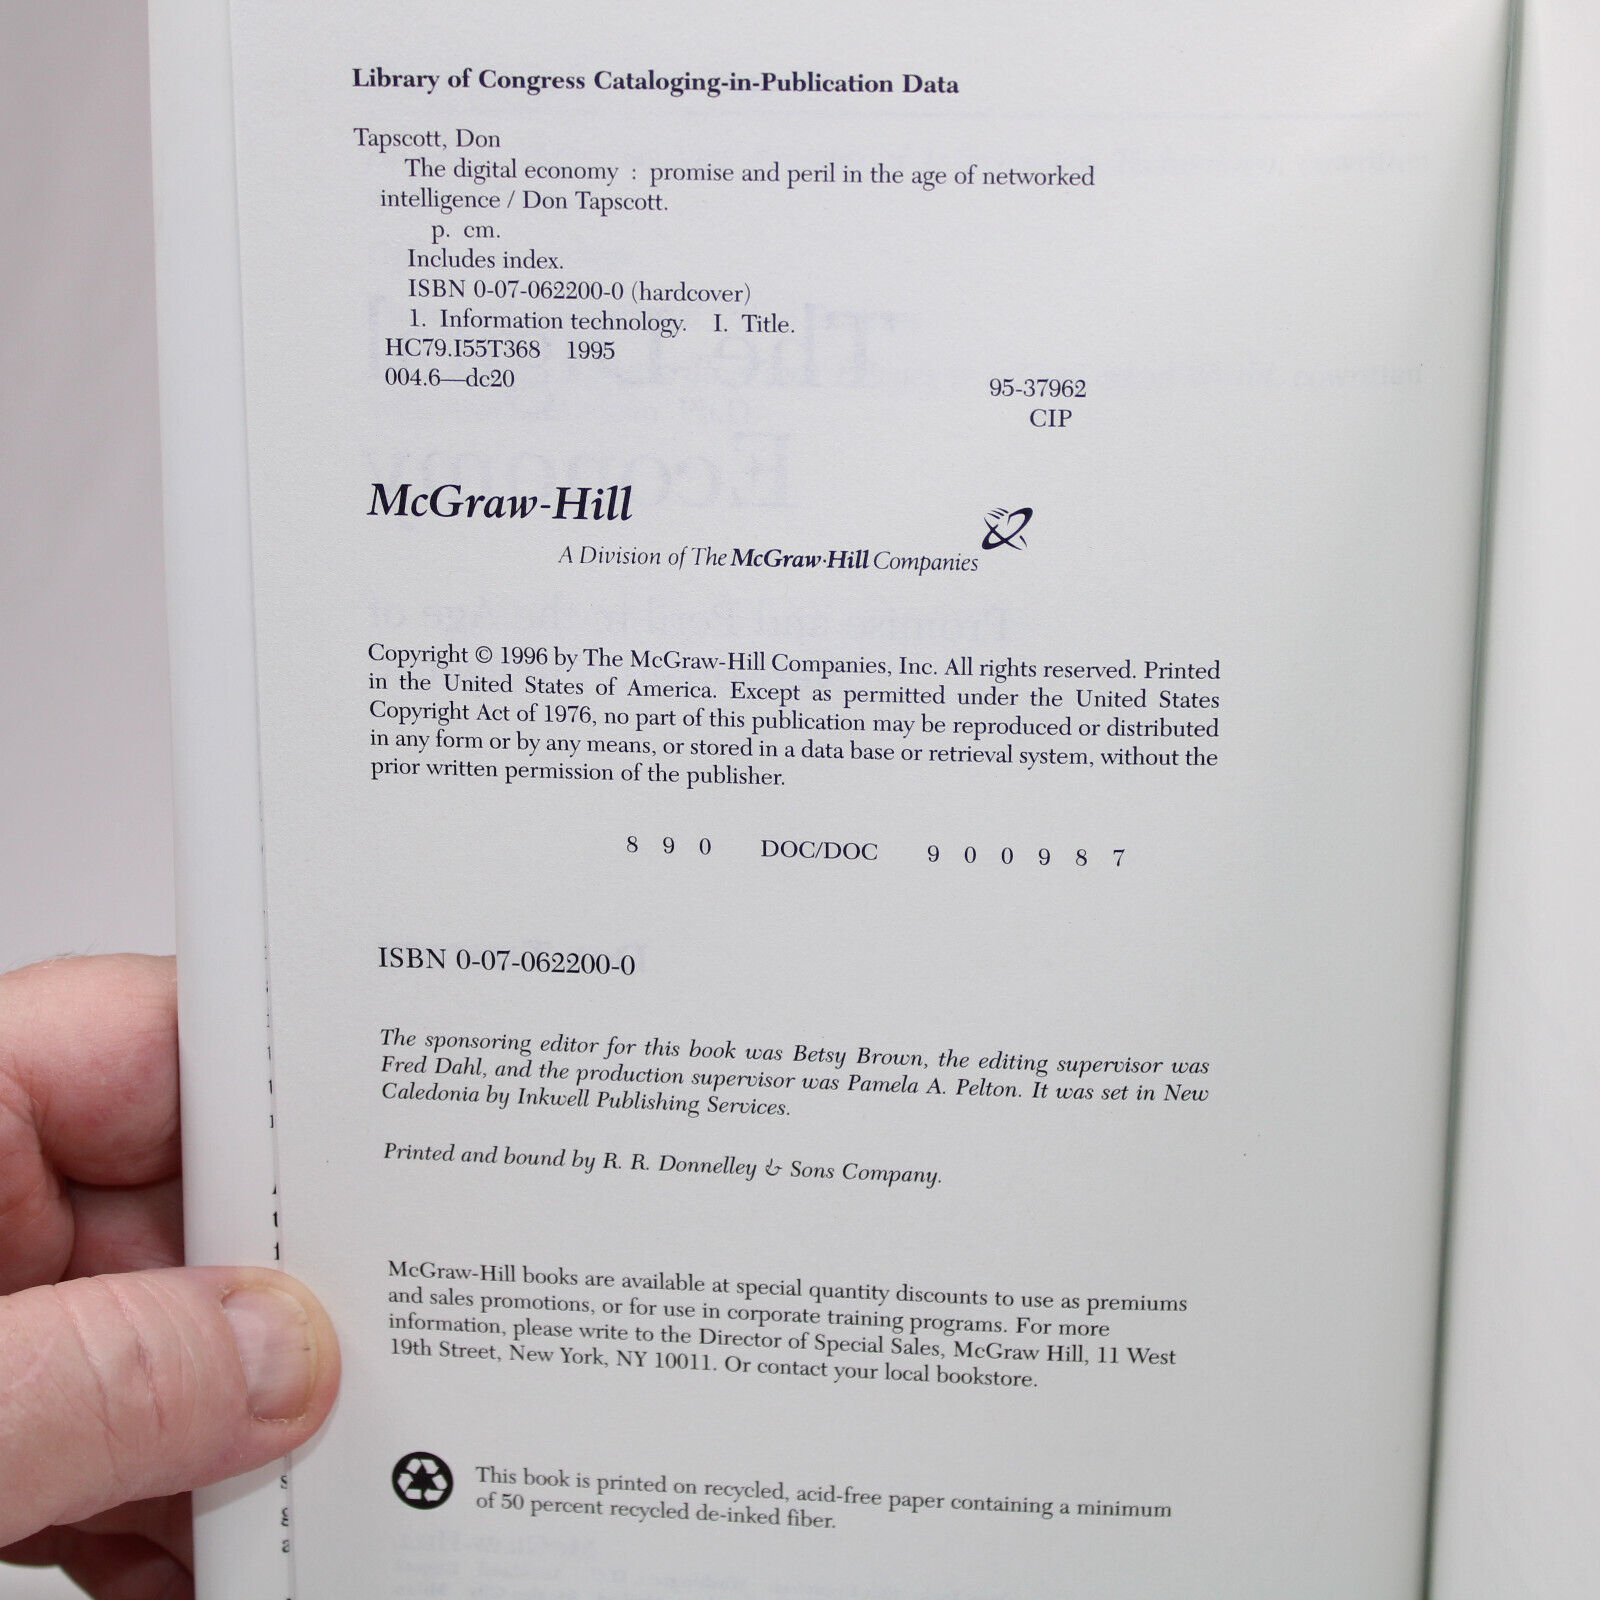 Library of Congress Cataloging-in-Publication Data
Tapscott, Don
The digital economy : promise and peril in the age of networked
intelligence / Don Tapscott.
p. cm.
Includes index.
ISBN 0-07-062200-0 (hardcover)
1. Information technology. I. Title.
HC79.I55T368 1995
004.6—dc20
95-37962
CIP
McGraw-Hill
A Division of The McGraw·Hill Companies
Copyright © 1996 by The McGraw-Hill Companies, Inc. All rights reserved. Printed
in the United States of America. Except as permitted under the United States
Copyright Act of 1976, no part of this publication may be reproduced or distributed
in any form or by any means, or stored in a data base or retrieval system, without the
prior written permission of the publisher.
8 9 0 DOC/DOC 9 0 0 9 8 7
ISBN 0-07-062200-0
The sponsoring editor for this book was Betsy Brown, the editing supervisor was
Fred Dahl, and the production supervisor was Pamela A. Pelton. It was set in New
Caledonia by Inkwell Publishing Services.
Printed and bound by R. R. Donnelley & Sons Company.
McGraw-Hill books are available at special quantity discounts to use as premiums
and sales promotions, or for use in corporate training programs. For more
information, please write to the Director of Special Sales, McGraw Hill, 11 West
19th Street, New York, NY 10011. Or contact your local bookstore.
This book is printed on recycled, acid-free paper containing a minimum
of 50 percent recycled de-inked fiber.